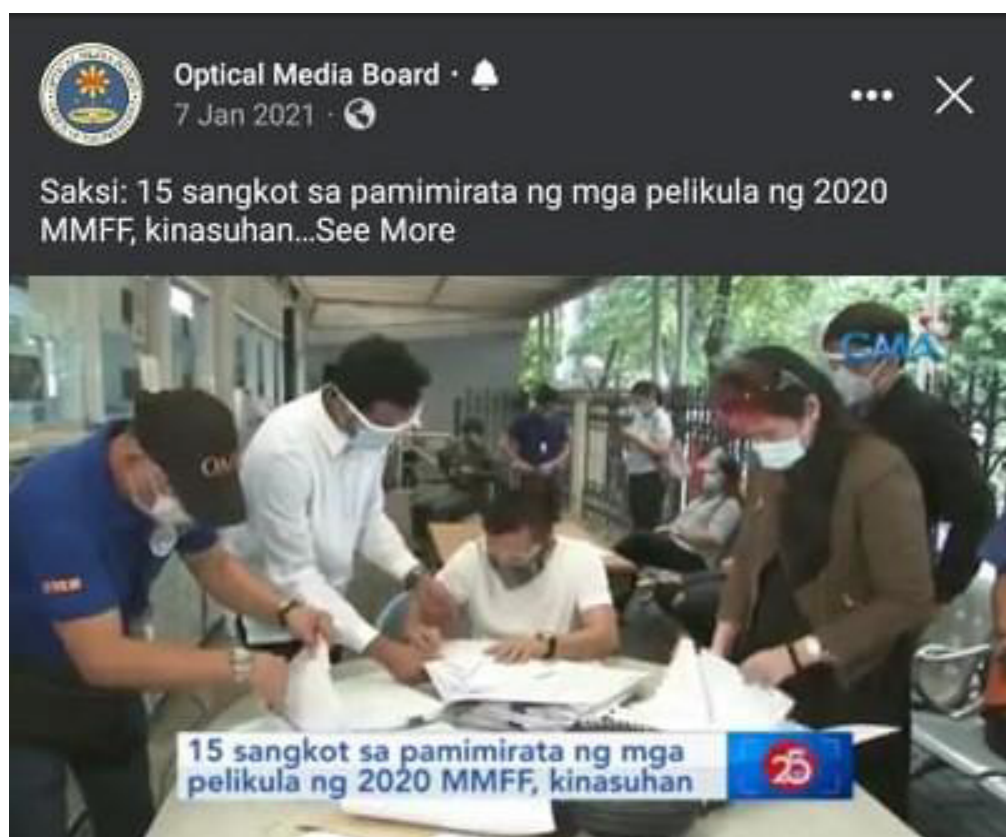 Optical Media Board ·
7 Jan 2021 ·
Saksi: 15 sangkot sa pamimirata ng mga pelikula ng 2020
MMFF, kinasuhan...See More
GMA
15 sangkot sa pamimirata ng mga
pelikula ng 2020 MMFF, kinasuhan
25